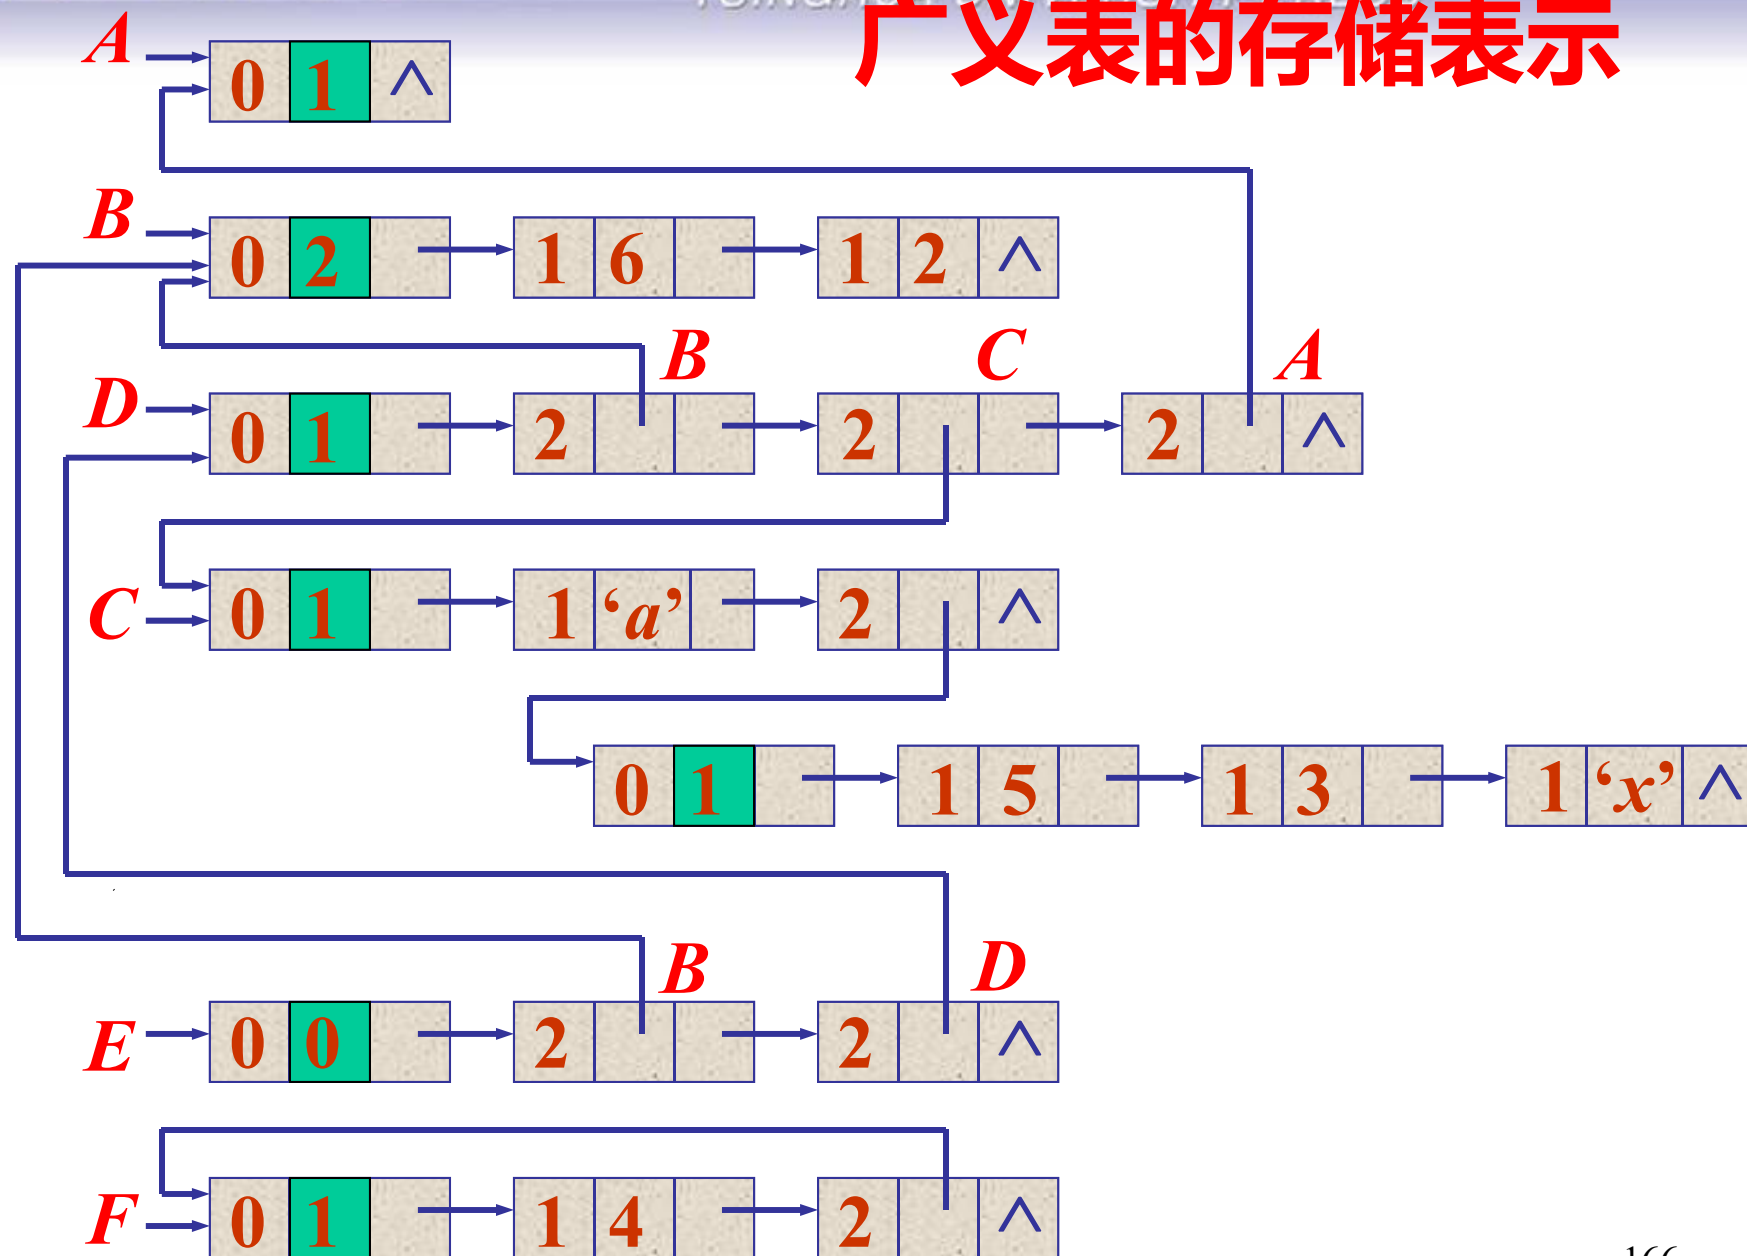 广义表的存储表示
A 0 1 ∧
B 0 2 1 6 1 2 ∧
B C A
D 0 1 2 2 2 ∧
C 0 1 1 ‘a’ 2 ∧
0 1 1 5 1 3 1 ‘x’ ∧
B D
E 0 0 2 2 ∧
F 0 1 1 4 2 ∧
166